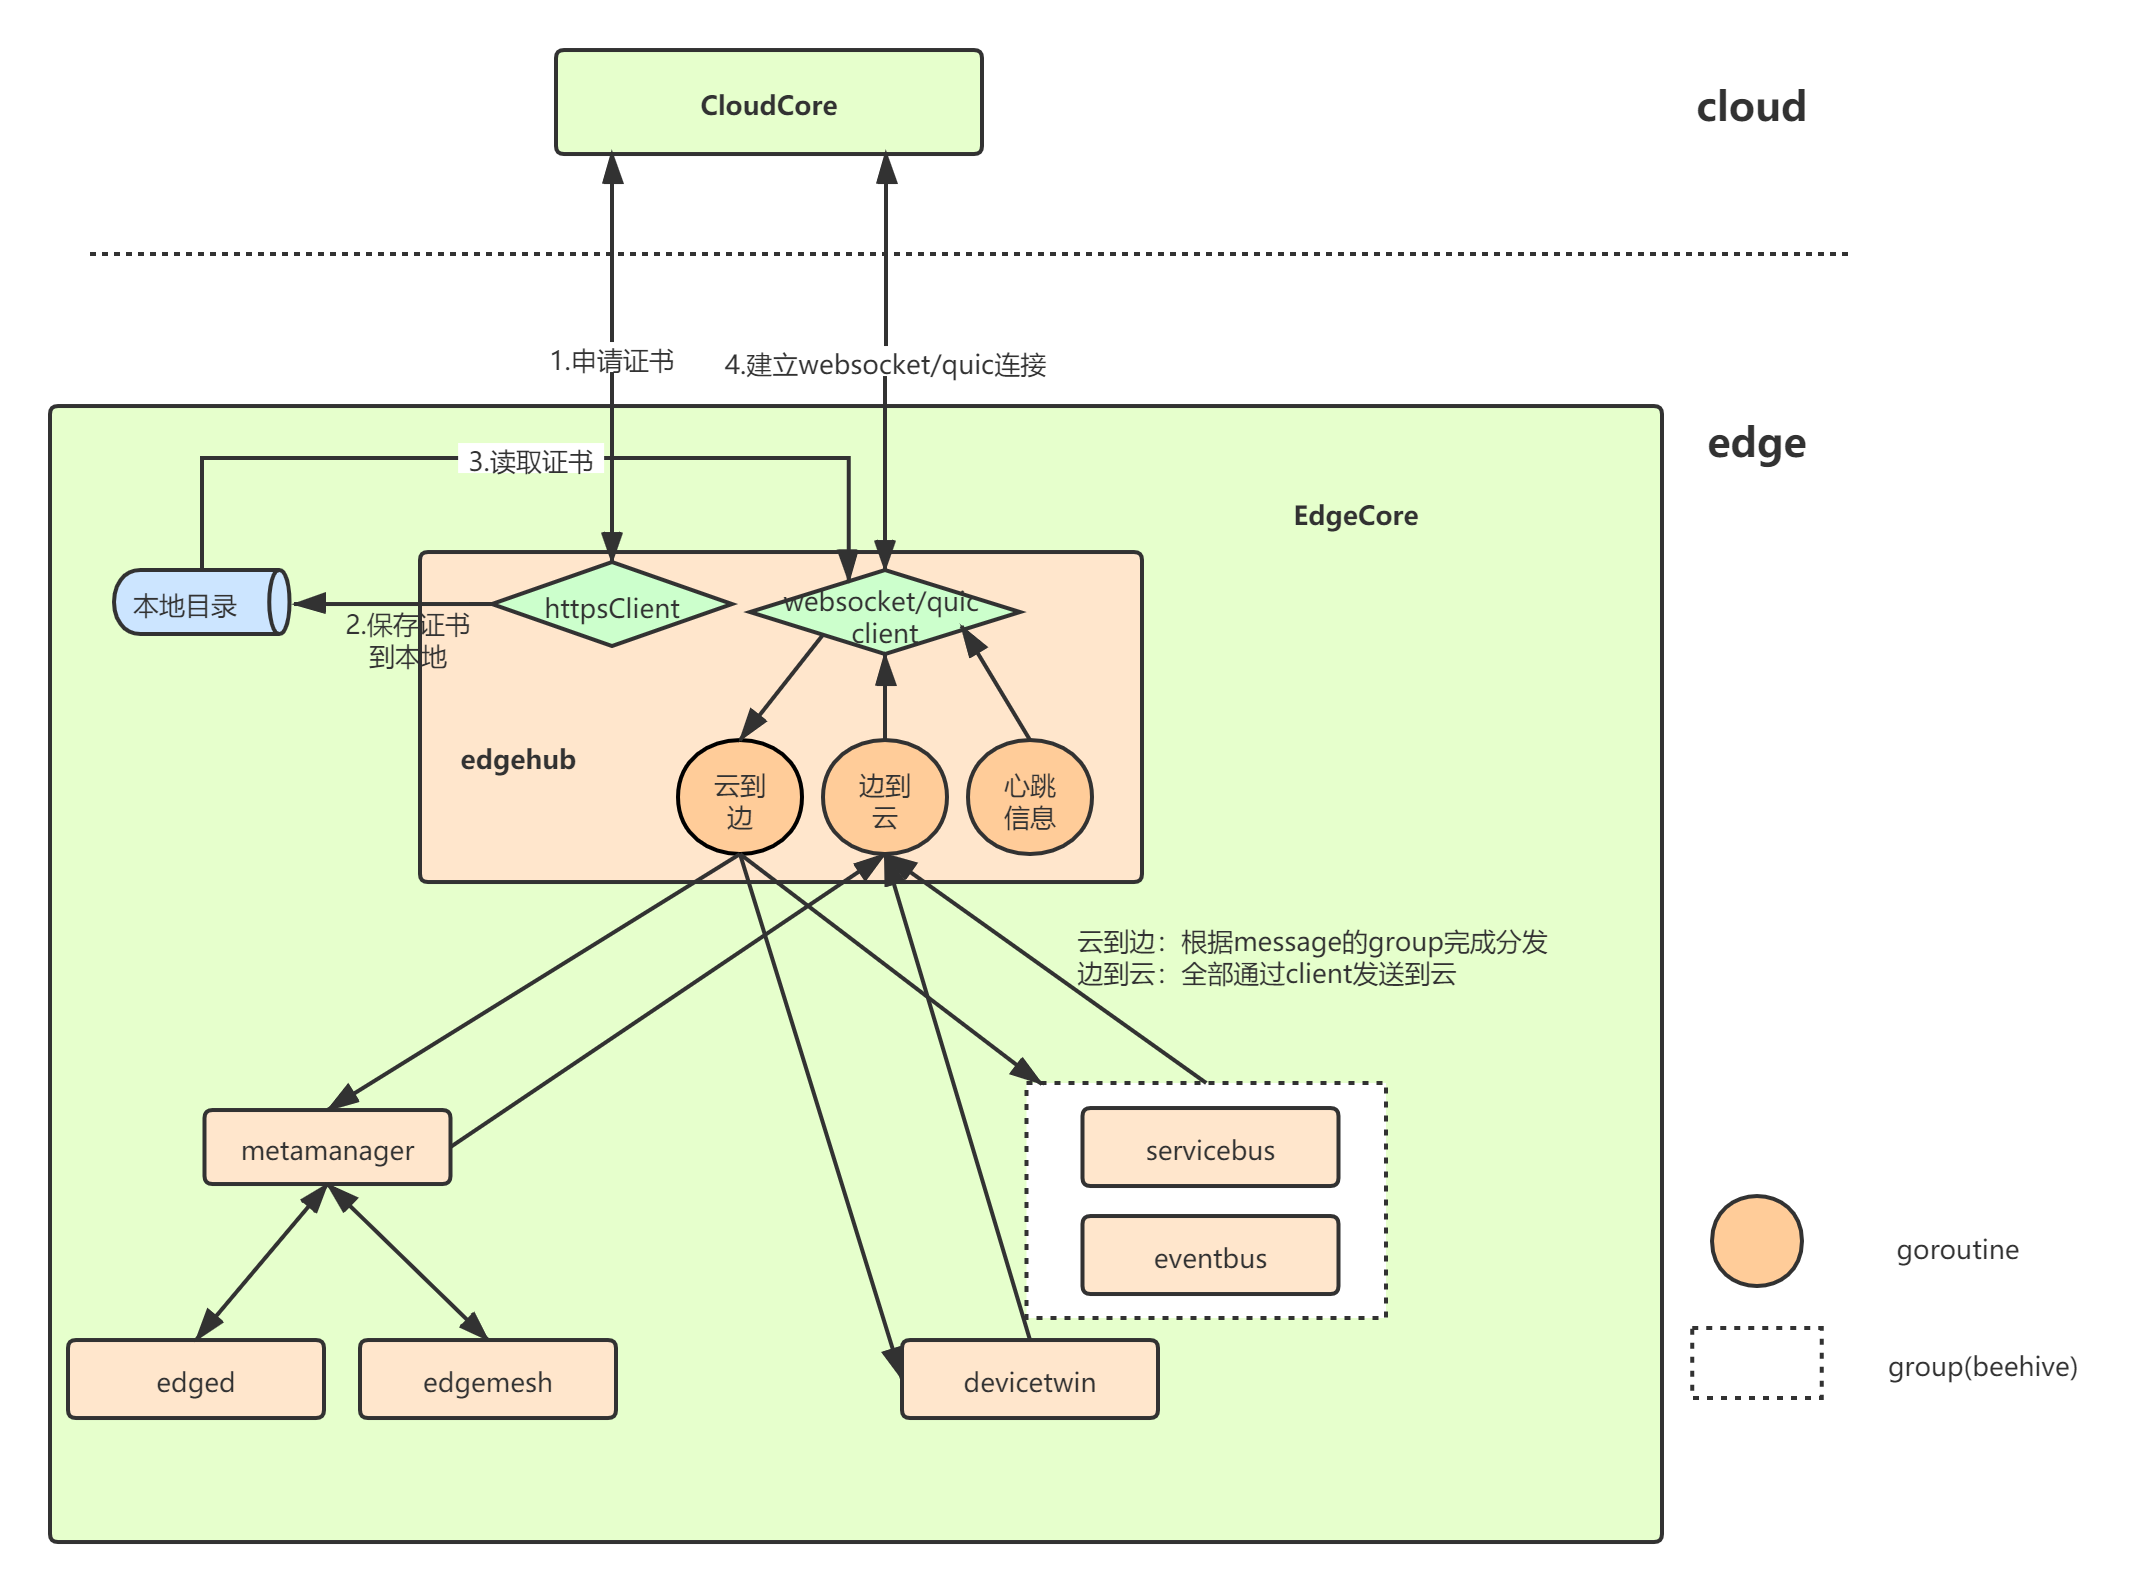 CloudCore
cloud
1.申请证书
4.建立websocket/quic连接
edge
3.读取证书
EdgeCore
本地目录
2.保存证书
到本地
httpsClient
websocket/quic
client
edgehub
云到
边
边到
云
心跳
信息
云到边：根据message的group完成分发
边到云：全部通过client发送到云
metamanager
servicebus
eventbus
goroutine
edged
edgemesh
devicetwin
group(beehive)